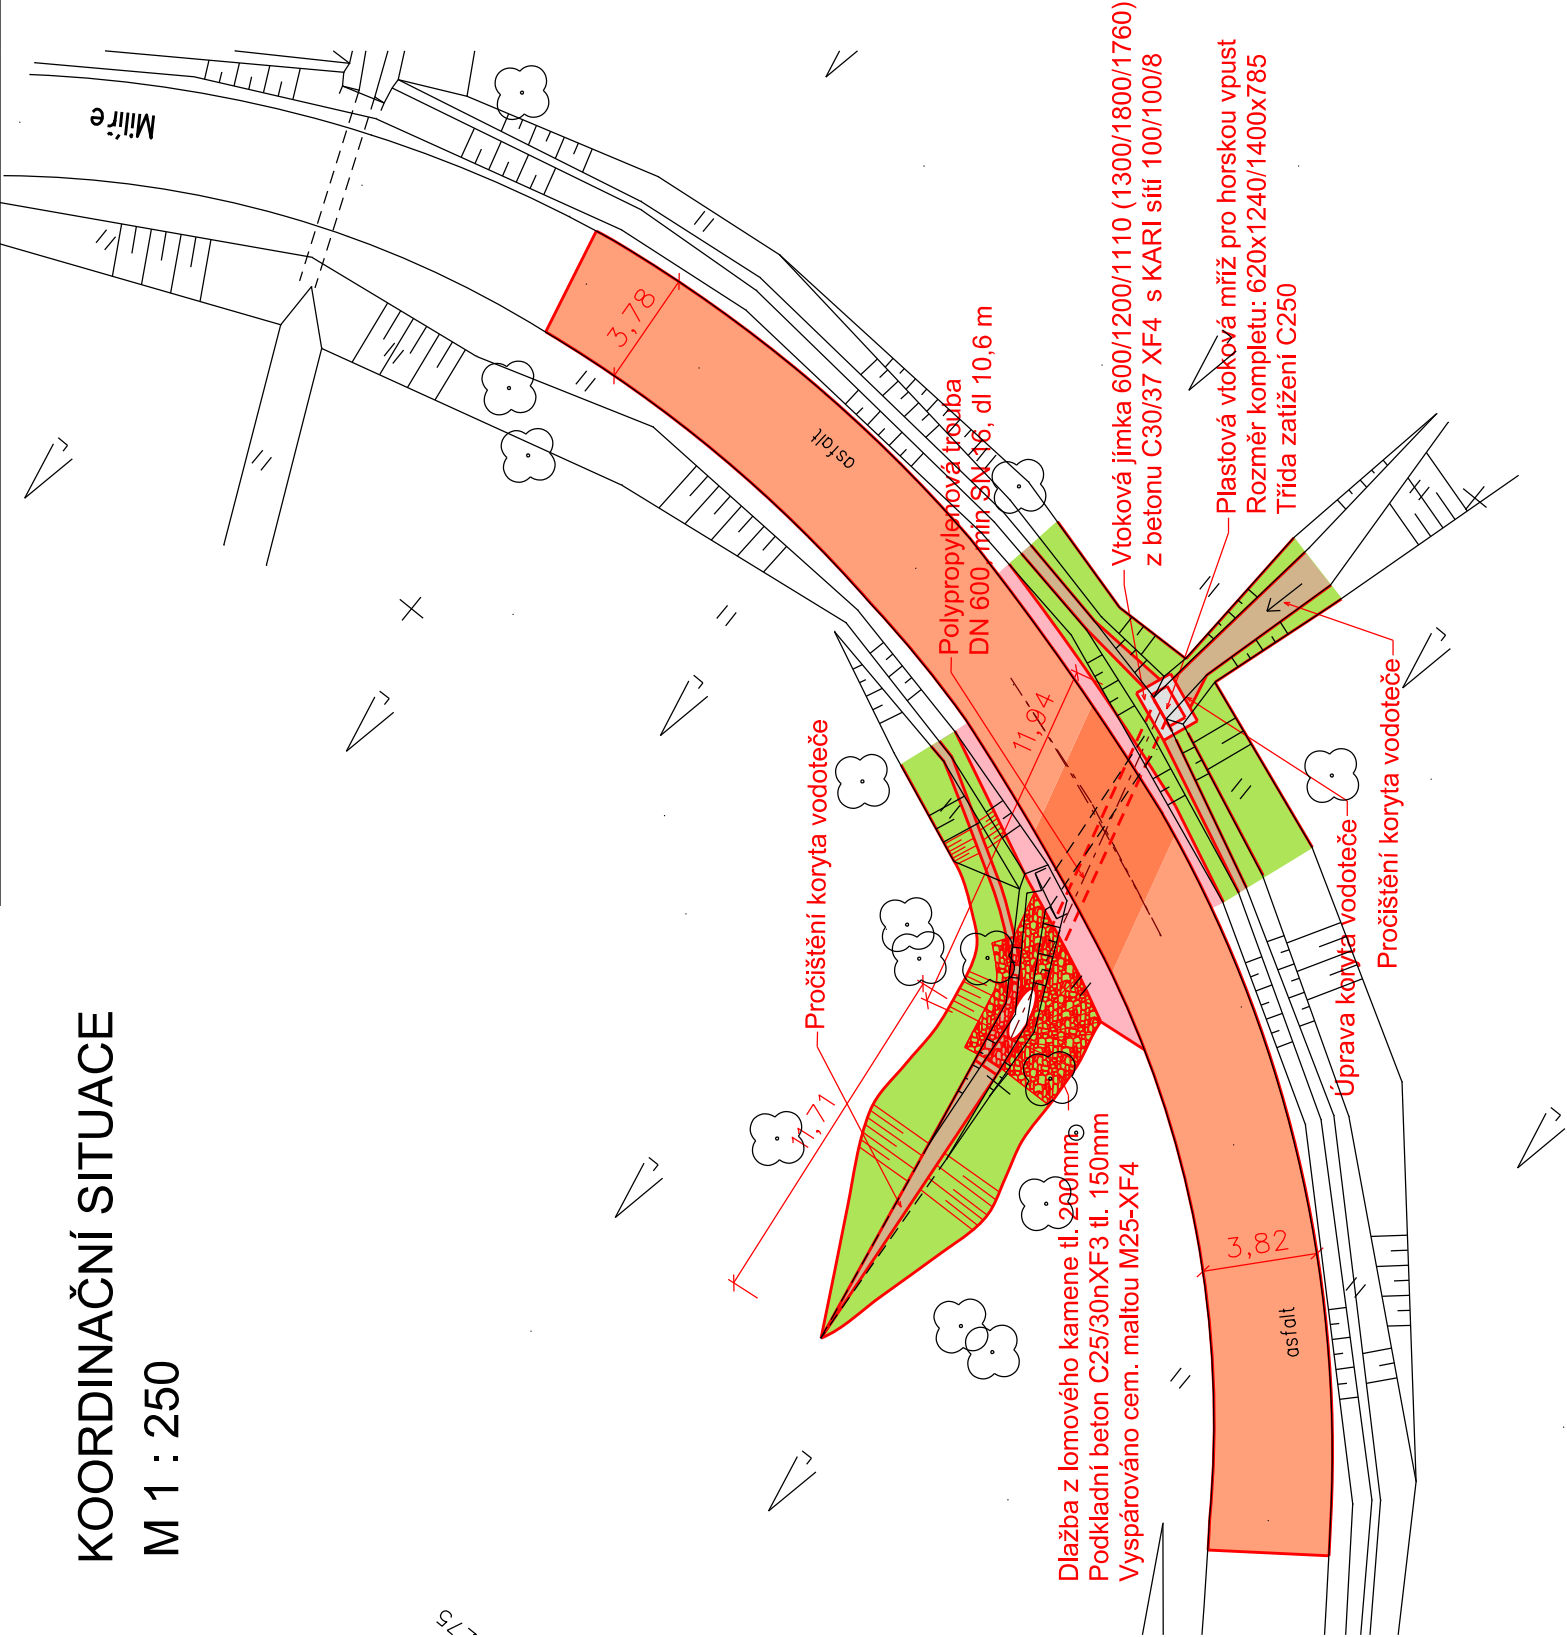 KOORDINAČNÍ SITUACE
M 1 : 250
Milíře
3,78
asfalt
Polypropylenová trouba
DN 600, min SN 16, dl 10,6 m
Vtoková jímka 600/1200/1110 (1300/1800/1760)
z betonu C30/37 XF4 s KARI sítí 100/100/8
Plastová vtoková mříž pro horskou vpust
Rozměr kompletu: 620x1240/1400x785
Třída zatížení C250
11,94
Pročištění koryta vodoteče
Úprava koryta vodoteče
Pročištění koryta vodoteče
11,71
Dlažba z lomového kamene tl. 200mm
Podkladní beton C25/30nXF3 tl. 150mm
Vyspárováno cem. maltou M25-XF4
3,82
asfalt